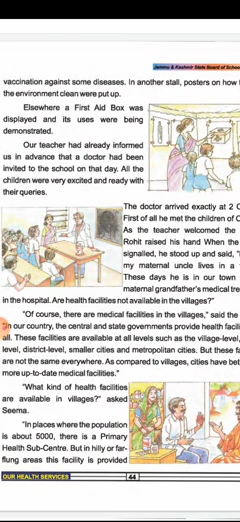 Jammu & Kashmir State Board of Schoo
vaccination against some diseases. In another stall, posters on how
the environment clean were put up.
Elsewhere a First Aid Box was
displayed and its uses were being
demonstrated.
Our teacher had already informed
us in advance that a doctor had been
invited to the school on that day. All the
children were very excited and ready with
their queries.
The doctor arrived exactly at 2 O
First of all he met the children of C
As the teacher welcomed the
Rohit raised his hand When the
signalled, he stood up and said, "
my maternal uncle lives in a
These days he is in our town
maternal grandfather's medical tre
in the hospital. Are health facilities not available in the villages?"
"Of course, there are medical facilities in the villages," said the
"In our country, the central and state governments provide health facili
all. These facilities are available at all levels such as the village-level,
level, district-level, smaller cities and metropolitan cities. But these fa
are not the same everywhere. As compared to villages, cities have bet
more up-to-date medical facilities."
"What kind of health facilities
are available in villages?" asked
Seema.
"In places where the population
is about 5000, there is a Primary
Health Sub-Centre. But in hilly or far-
flung areas this facility is provided
OUR HEALTH SERVICES
44